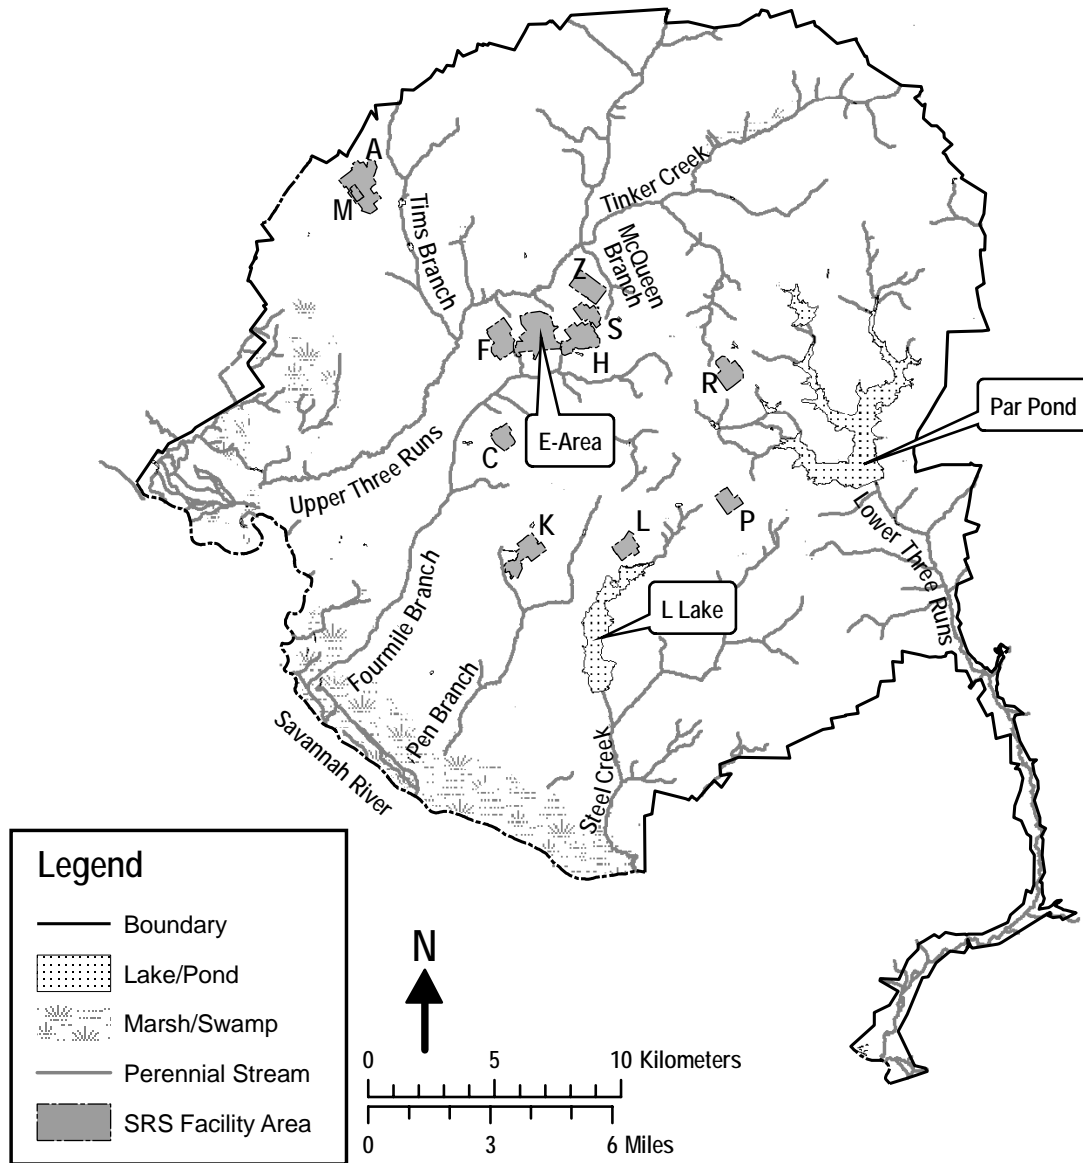 A
M
Tims Branch
Tinker Creek
McQueen
Branch
Z
S
F
H
R
E-Area
Par Pond
C
Upper Three Runs
K
L
P
Lower Three Runs
Fourmile Branch
L Lake
Pen Branch
Savannah River
Steel Creek
Legend
Boundary
Lake/Pond
Marsh/Swamp
Perennial Stream
SRS Facility Area
N
0 5 10 Kilometers
0 3 6 Miles